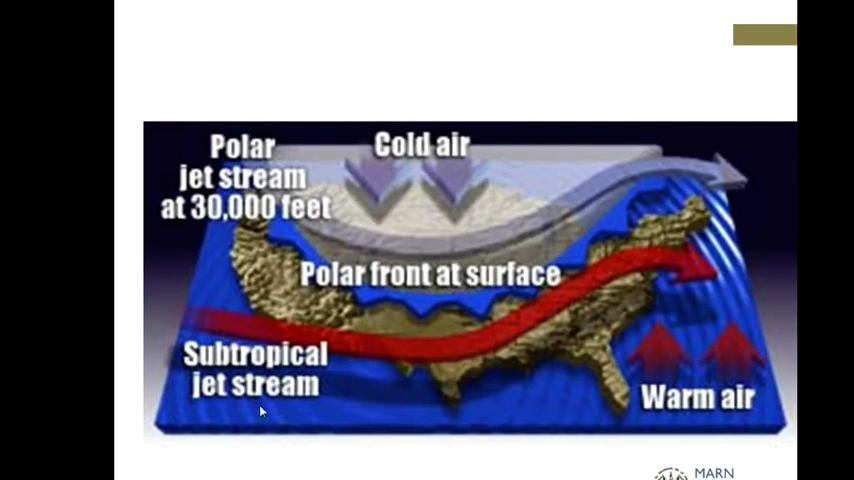 Polar
jet stream
at 30,000 feet
Cold air
Polar front at surface
Subtropical
jet stream
Warm air
MARN